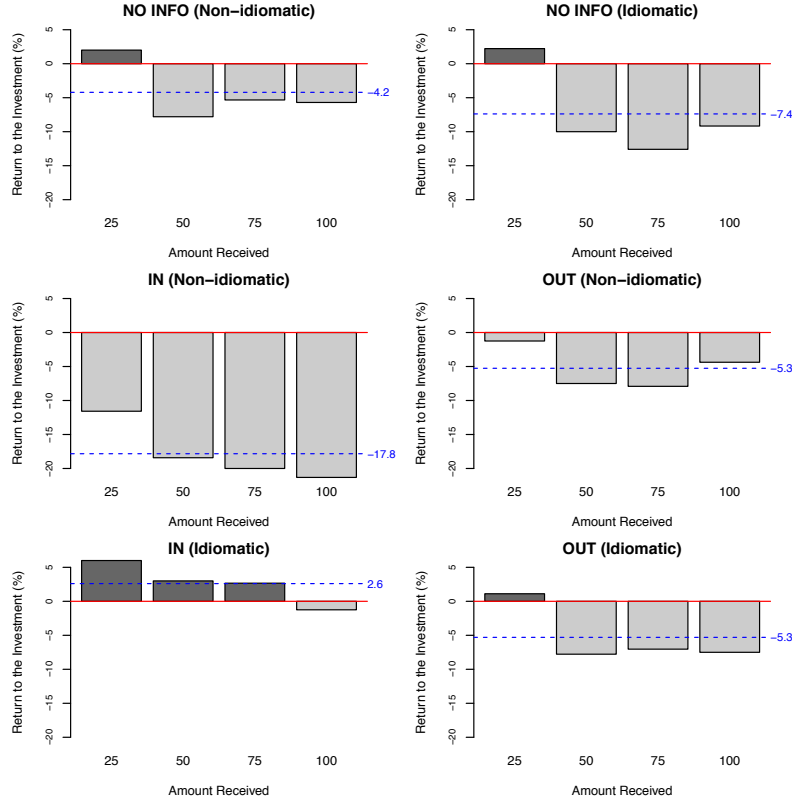 NO INFO (Non−idiomatic)
Return to the Investment (%)
5
0
−5
−10
−15
−20
−4.2
25 50 75 100
Amount Received
NO INFO (Idiomatic)
Return to the Investment (%)
5
0
−5
−10
−15
−20
−7.4
25 50 75 100
Amount Received
IN (Non−idiomatic)
Return to the Investment (%)
5
0
−5
−10
−15
−20
−17.8
25 50 75 100
Amount Received
OUT (Non−idiomatic)
Return to the Investment (%)
5
0
−5
−10
−15
−20
−5.3
25 50 75 100
Amount Received
IN (Idiomatic)
Return to the Investment (%)
5
0
−5
−10
−15
−20
2.6
25 50 75 100
Amount Received
OUT (Idiomatic)
Return to the Investment (%)
5
0
−5
−10
−15
−20
−5.3
25 50 75 100
Amount Received